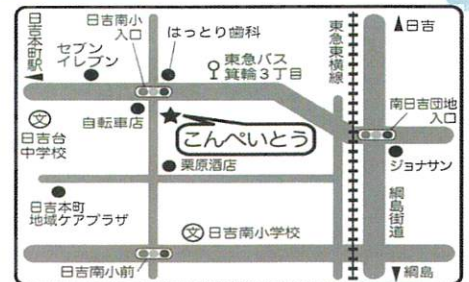 日吉本町駅
日吉南小
入口
はっとり歯科
セブン
イレブン
東急バス
箕輪3丁目
東急東横線
日吉
南日吉団地
入口
文
日吉台
中学校
自転車店
こんぺいとう
栗原酒店
ジョナサン
日吉本町
地域ケアプラザ
文
日吉南小学校
綱島街道
日吉南小前
綱島